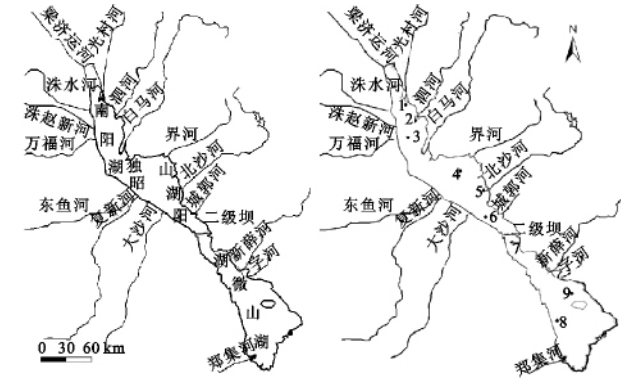 梁济运河
光村河
洙水河
泗河
白马河
南
阳
湖
洙赵新河
万福河
界河
独
山
昭
湖
北沙河
城郭河
阳
东鱼河
复新河
大沙河
二级坝
湖
新薛河
字河
微
山
湖
0 30 60 km
郑集河
N
梁济运河
光村河
洙水河
泗河
白马河
1
2
3
洙赵新河
万福河
界河
4
北沙河
5
城郭河
6
东鱼河
复新河
大沙河
二级坝
7
新薛河
字河
9
8
郑集河